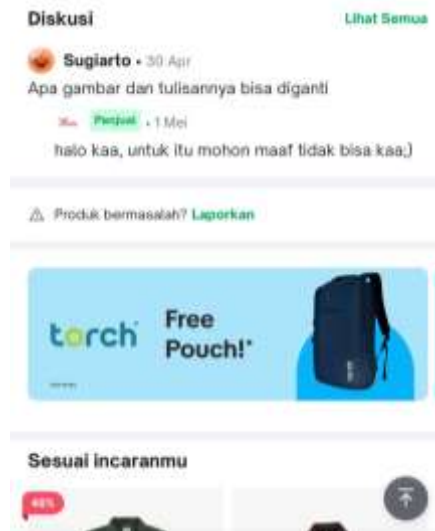 Diskusi
Lihat Semua
Sugiarto • 30 Apr
Apa gambar dan tulisannya bisa diganti
Penjual • 1 Mei
halo kaa, untuk itu mohon maaf tidak bisa kaa;)
Produk bermasalah? Laporkan
torch
Free
Pouch!*
Sesuai incaranmu